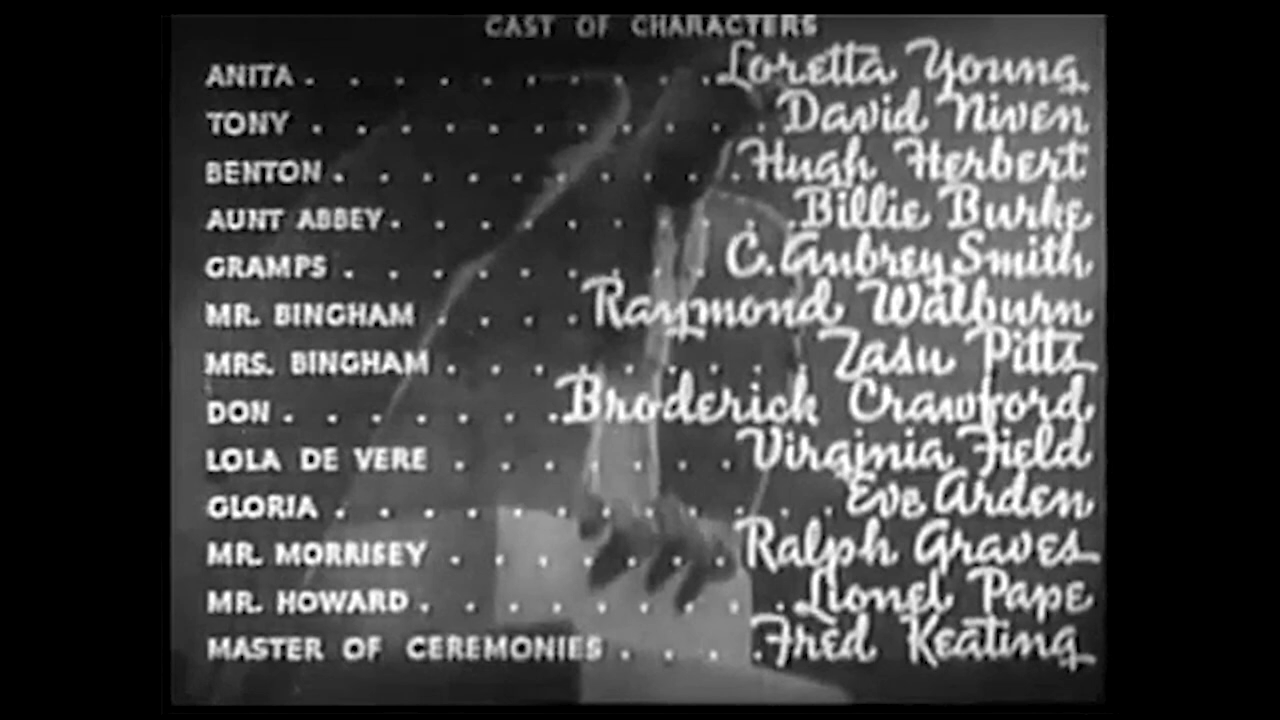 CAST OF CHARACTERS
ANITA . . . . . . . . . . Loretta Young
TONY . . . . . . . . . . . David Niven
BENTON . . . . . . . . . . Hugh Herbert
AUNT ABBEY . . . . . . . . . . Billie Burke
GRAMPS . . . . . . . . . C. Aubrey Smith
MR. BINGHAM . . . . Raymond Walburn
MRS. BINGHAM . . . . . . . . . Zasu Pitts
DON . . . . . . . Broderick Crawford
LOLA DE VERE . . . . . . . Virginia Field
GLORIA . . . . . . . . . . . . Eve Arden
MR. MORRISEY . . . . . . . Ralph Graves
MR. HOWARD . . . . . . . . . Lionel Pape
MASTER OF CEREMONIES . . . . Fred Keating